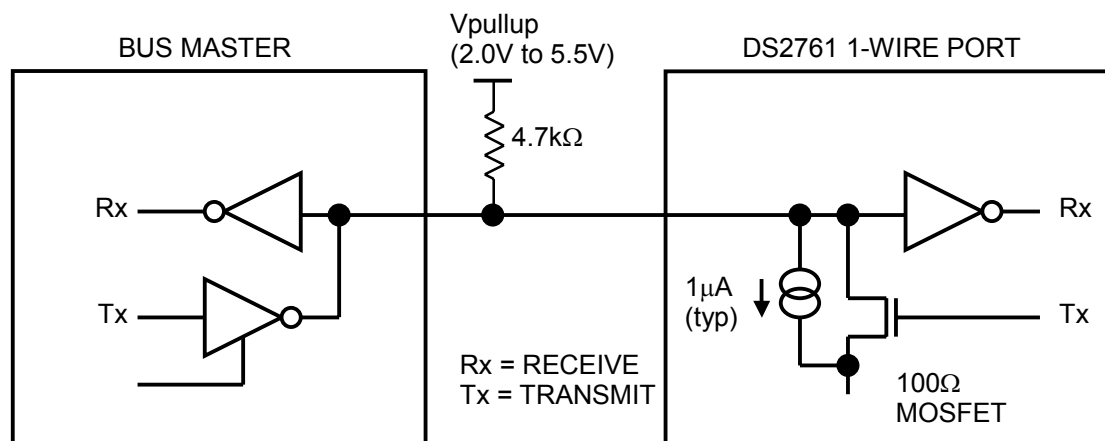 BUS MASTER
Vpullup
(2.0V to 5.5V)
DS2761 1-WIRE PORT
4.7kΩ
Rx
Rx
Tx
1μA
(typ)
Tx
Rx = RECEIVE
Tx = TRANSMIT
100Ω
MOSFET